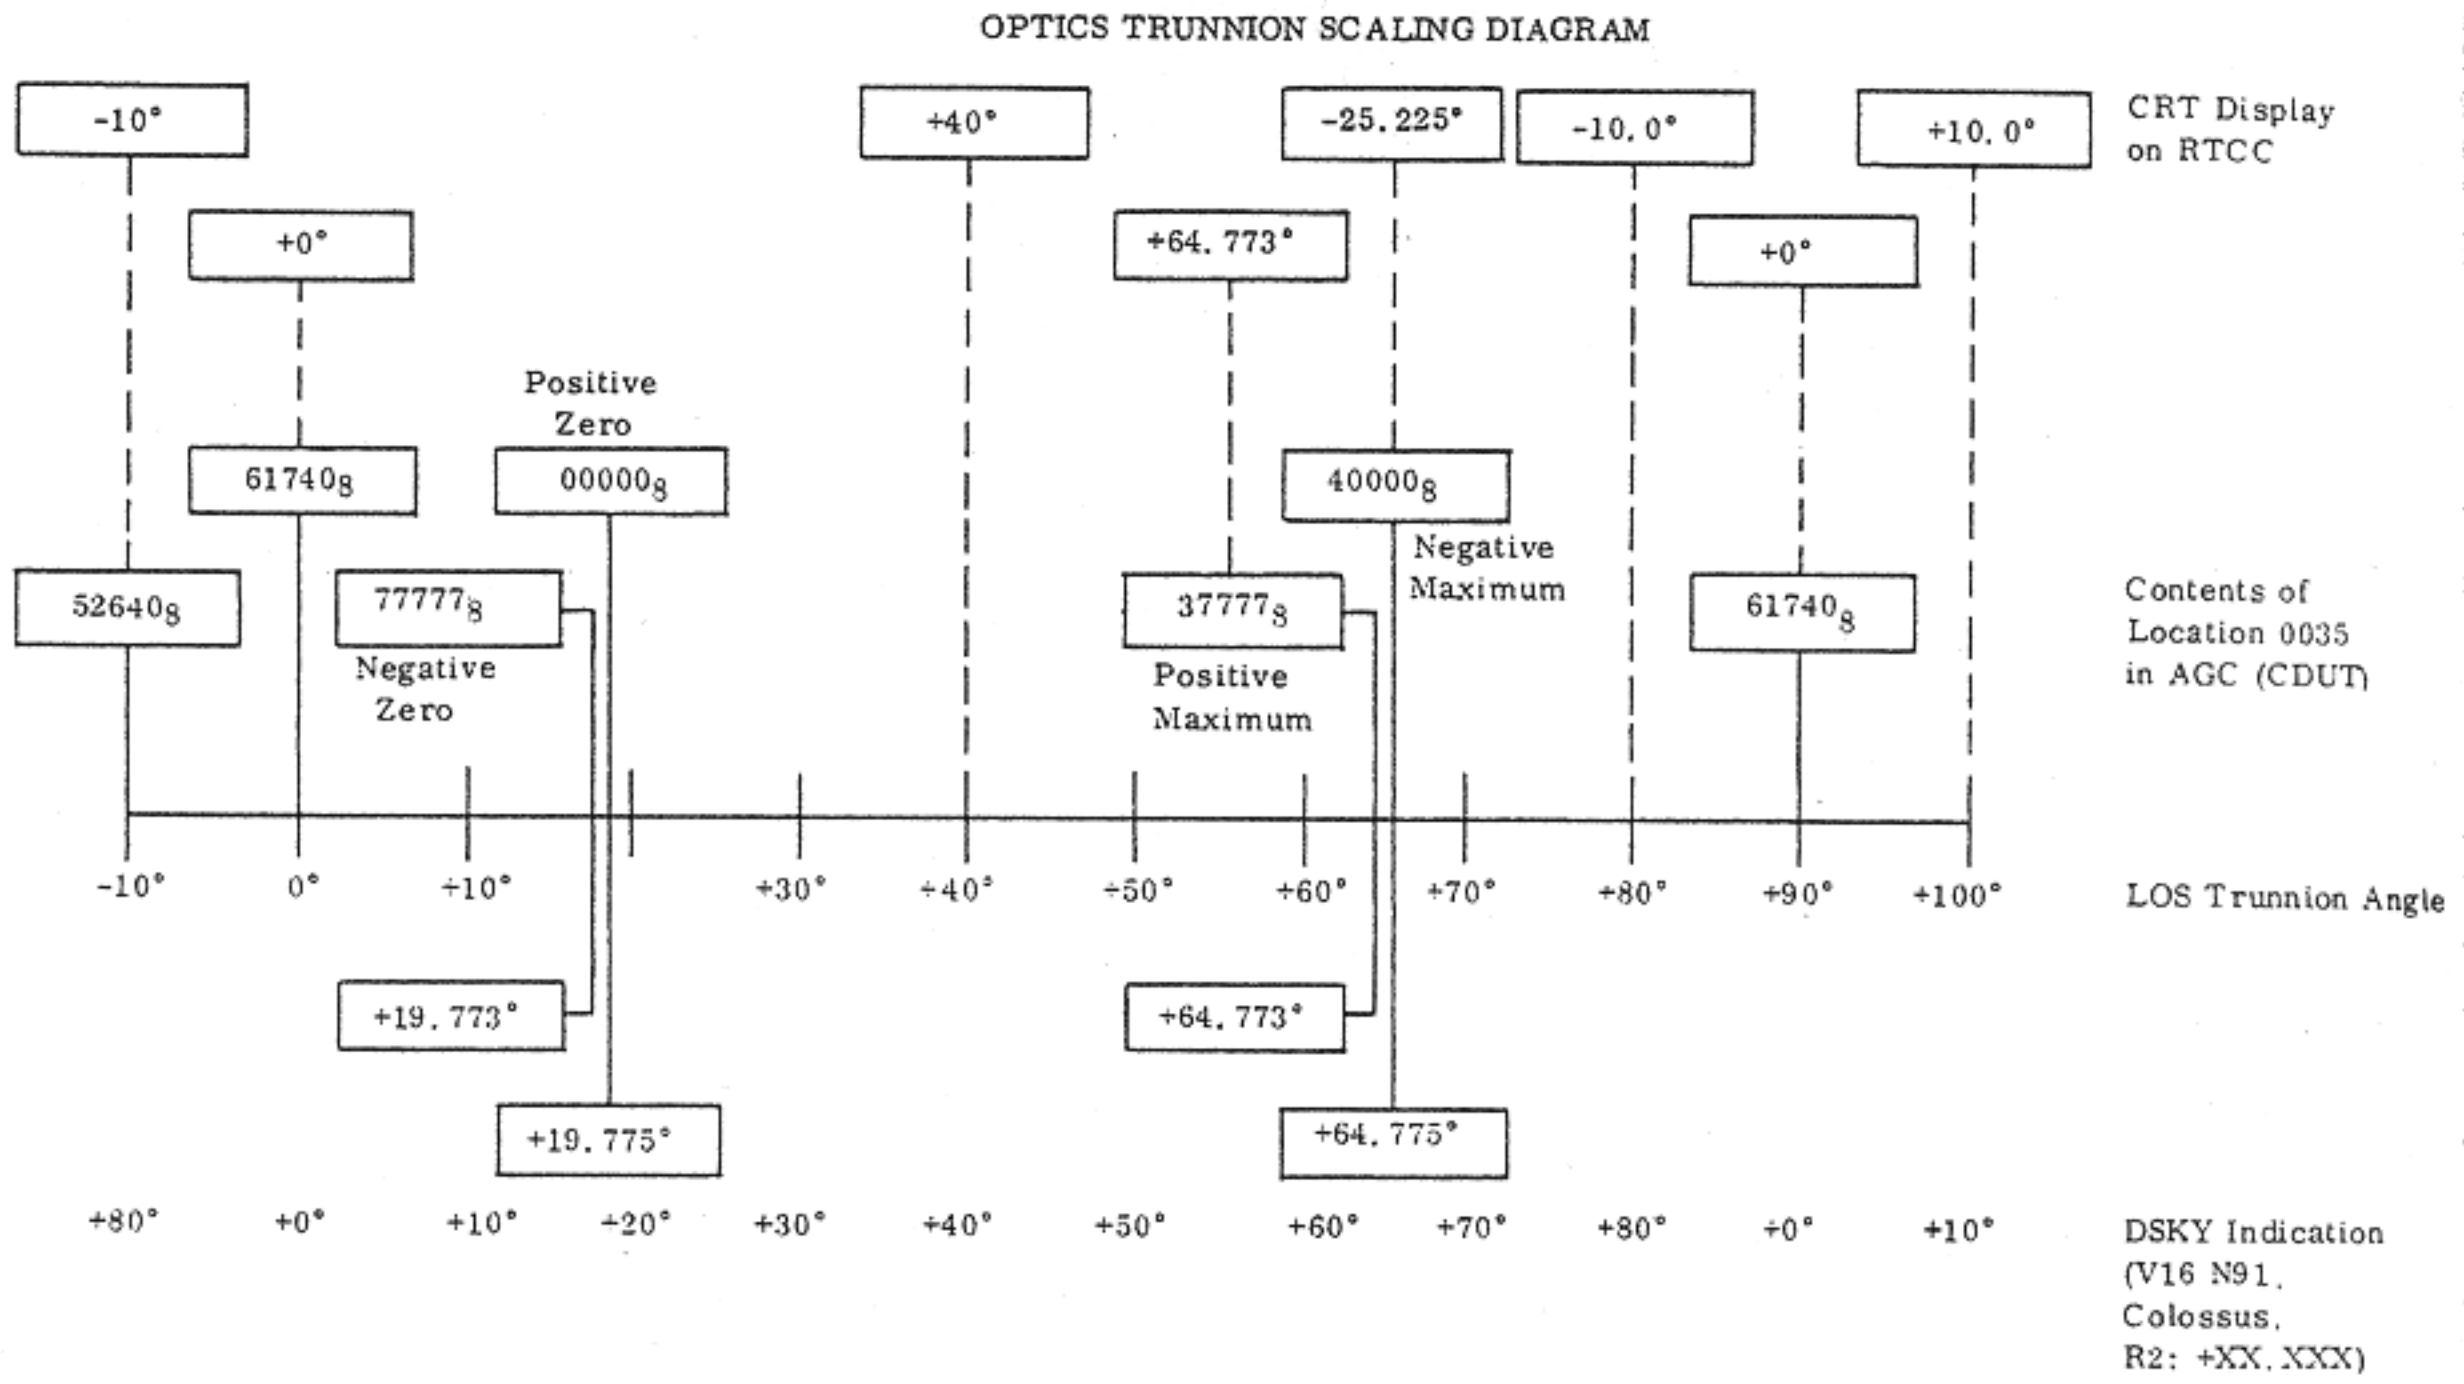 OPTICS TRUNNION SCALING DIAGRAM
-10°
+40°
-25.225°
-10.0°
+10.0°
CRT Display
on RTCC
+0°
+64.773°
+0°
Positive
Zero
61740₈
00000₈
40000₈
Negative
Maximum
52640₈
77777₈
37777₈
61740₈
Negative
Zero
Positive
Maximum
Contents of
Location 0035
in AGC (CDUT)
-10° 0° +10° +30° +40° +50° +60° +70° +80° +90° +100° LOS Trunnion Angle
+19.773°
+64.773°
+19.775°
+64.775°
+80° +0° +10° +20° +30° +40° +50° +60° +70° +80° +0° +10° DSKY Indication
(V16 N91,
Colossus,
R2: +XX.XXX)